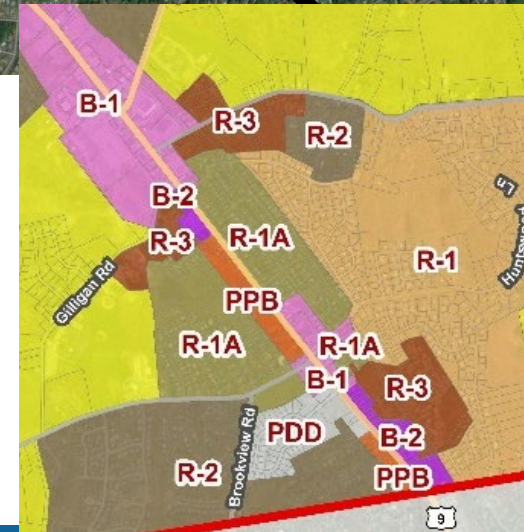 B-1
R-3
R-2
Ln
B-2
R-3
R-1A
R-1
Gilligan Rd
PPB
R-1A
R-1A
B-1
R-3
PDD
B-2
R-2
Brookview Rd
PPB
9